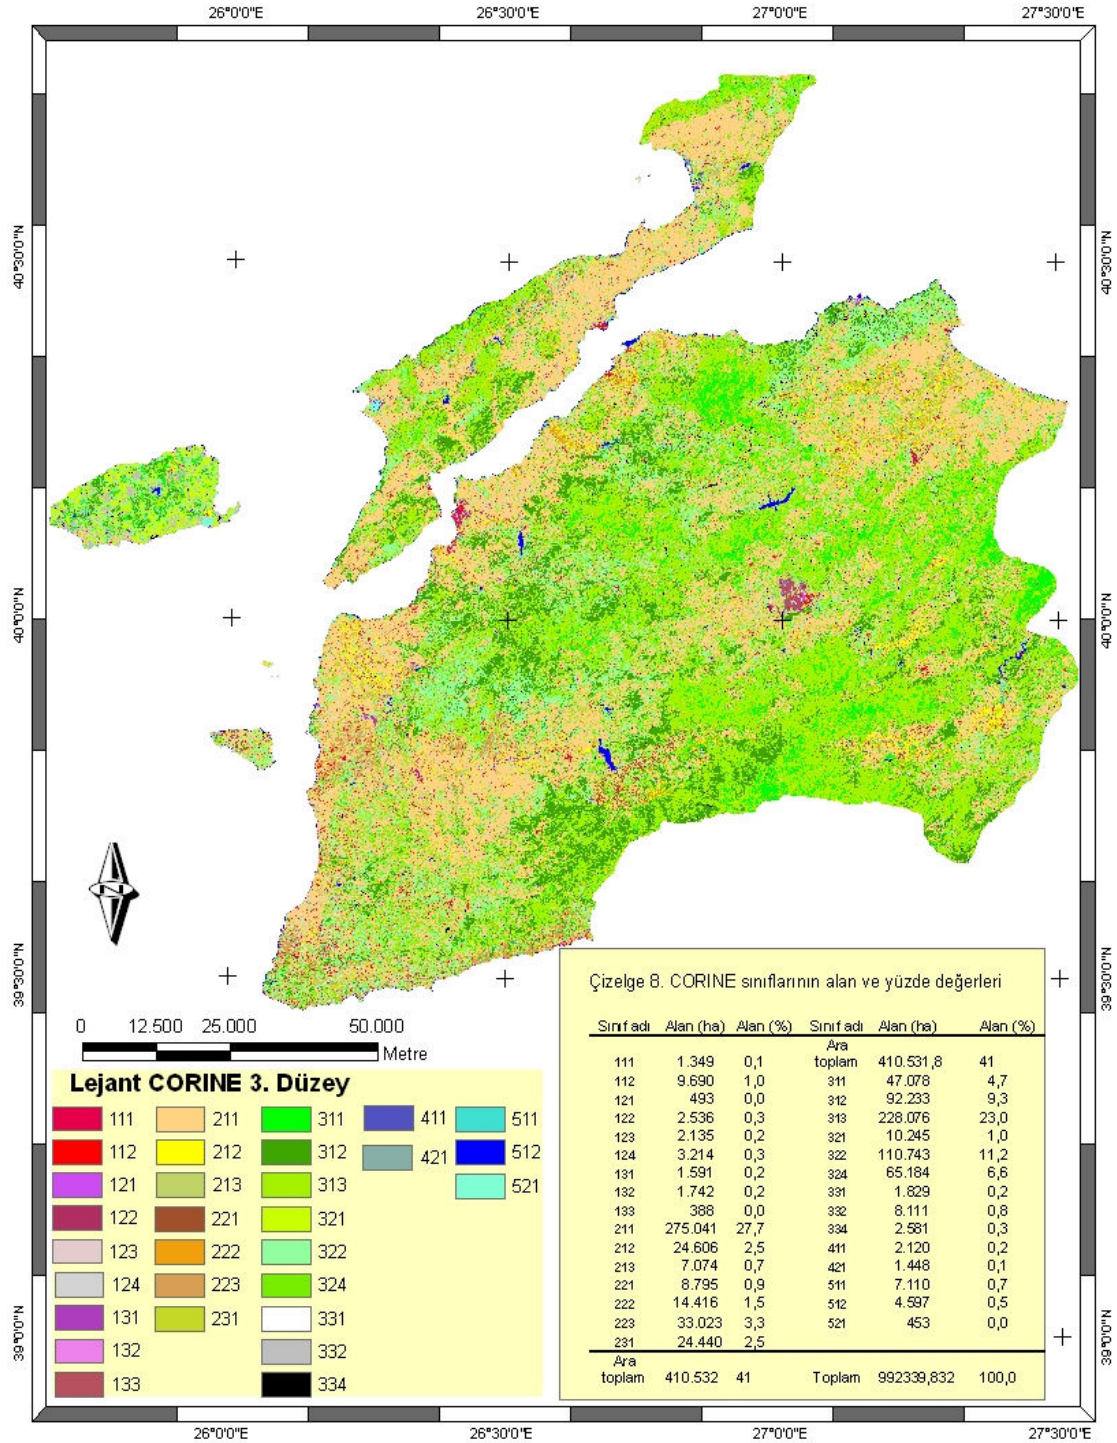 26°0'0"E 26°30'0"E 27°0'0"E 27°30'0"E
40°30'0"N 40°30'0"N
40°0'0"N 40°0'0"N
39°30'0"N 39°30'0"N
39°0'0"N 39°0'0"N
N
0 12.500 25.000 50.000
Metre
Lejant CORINE 3. Düzey
111 211 311 411 511
112 212 312 421 512
121 213 313 521
122 221 321
123 222 322
124 223 324
131 231 331
132 332
133 334
Çizelge 8. CORINE sınıflarının alan ve yüzde değerleri
Sınıf adı Alan (ha) Alan (%) Sınıf adı Alan (ha) Alan (%)
Ara
111 1.349 0,1 toplam 410.531,8 41
112 9.690 1,0 311 47.078 4,7
121 493 0,0 312 92.233 9,3
122 2.536 0,3 313 228.076 23,0
123 2.135 0,2 321 10.245 1,0
124 3.214 0,3 322 110.743 11,2
131 1.591 0,2 324 65.184 6,6
132 1.742 0,2 331 1.829 0,2
133 388 0,0 332 8.111 0,8
211 275.041 27,7 334 2.581 0,3
212 24.606 2,5 411 2.120 0,2
213 7.074 0,7 421 1.448 0,1
221 8.795 0,9 511 7.110 0,7
222 14.416 1,5 512 4.597 0,5
223 33.023 3,3 521 453 0,0
231 24.440 2,5
Ara
toplam 410.532 41 Toplam 992339,832 100,0
26°0'0"E 26°30'0"E 27°0'0"E 27°30'0"E